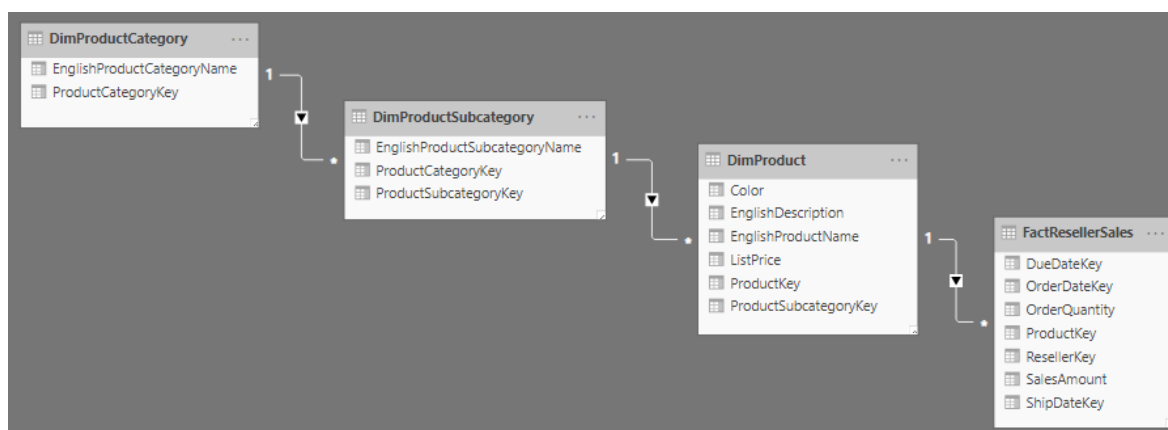 DimProductCategory ...
EnglishProductCategoryName
ProductCategoryKey
1
*
DimProductSubcategory ...
EnglishProductSubcategoryName
ProductCategoryKey
ProductSubcategoryKey
1
*
DimProduct ...
Color
EnglishDescription
EnglishProductName
ListPrice
ProductKey
ProductSubcategoryKey
1
*
FactResellerSales ...
DueDateKey
OrderDateKey
OrderQuantity
ProductKey
ResellerKey
SalesAmount
ShipDateKey